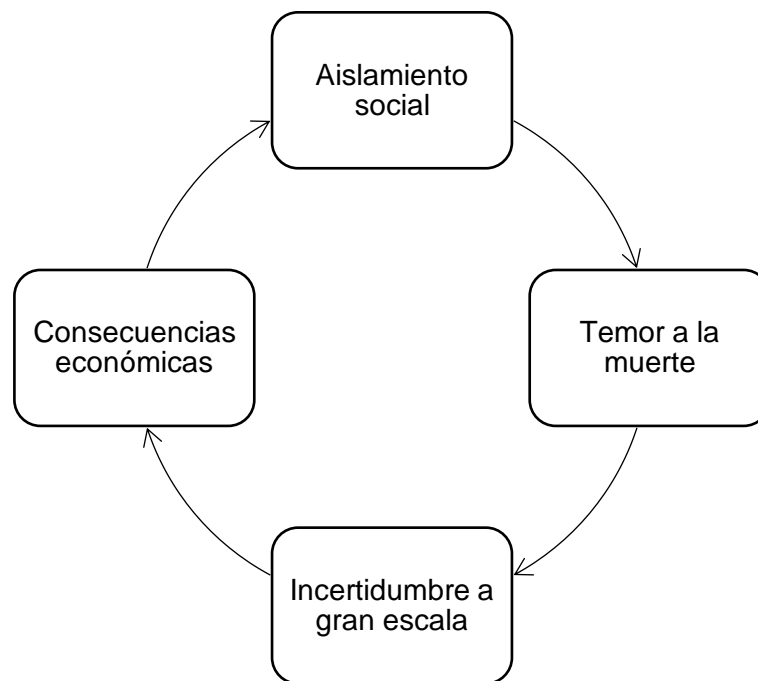 Aislamiento
social
Temor a la
muerte
Incertidumbre a
gran escala
Consecuencias
económicas